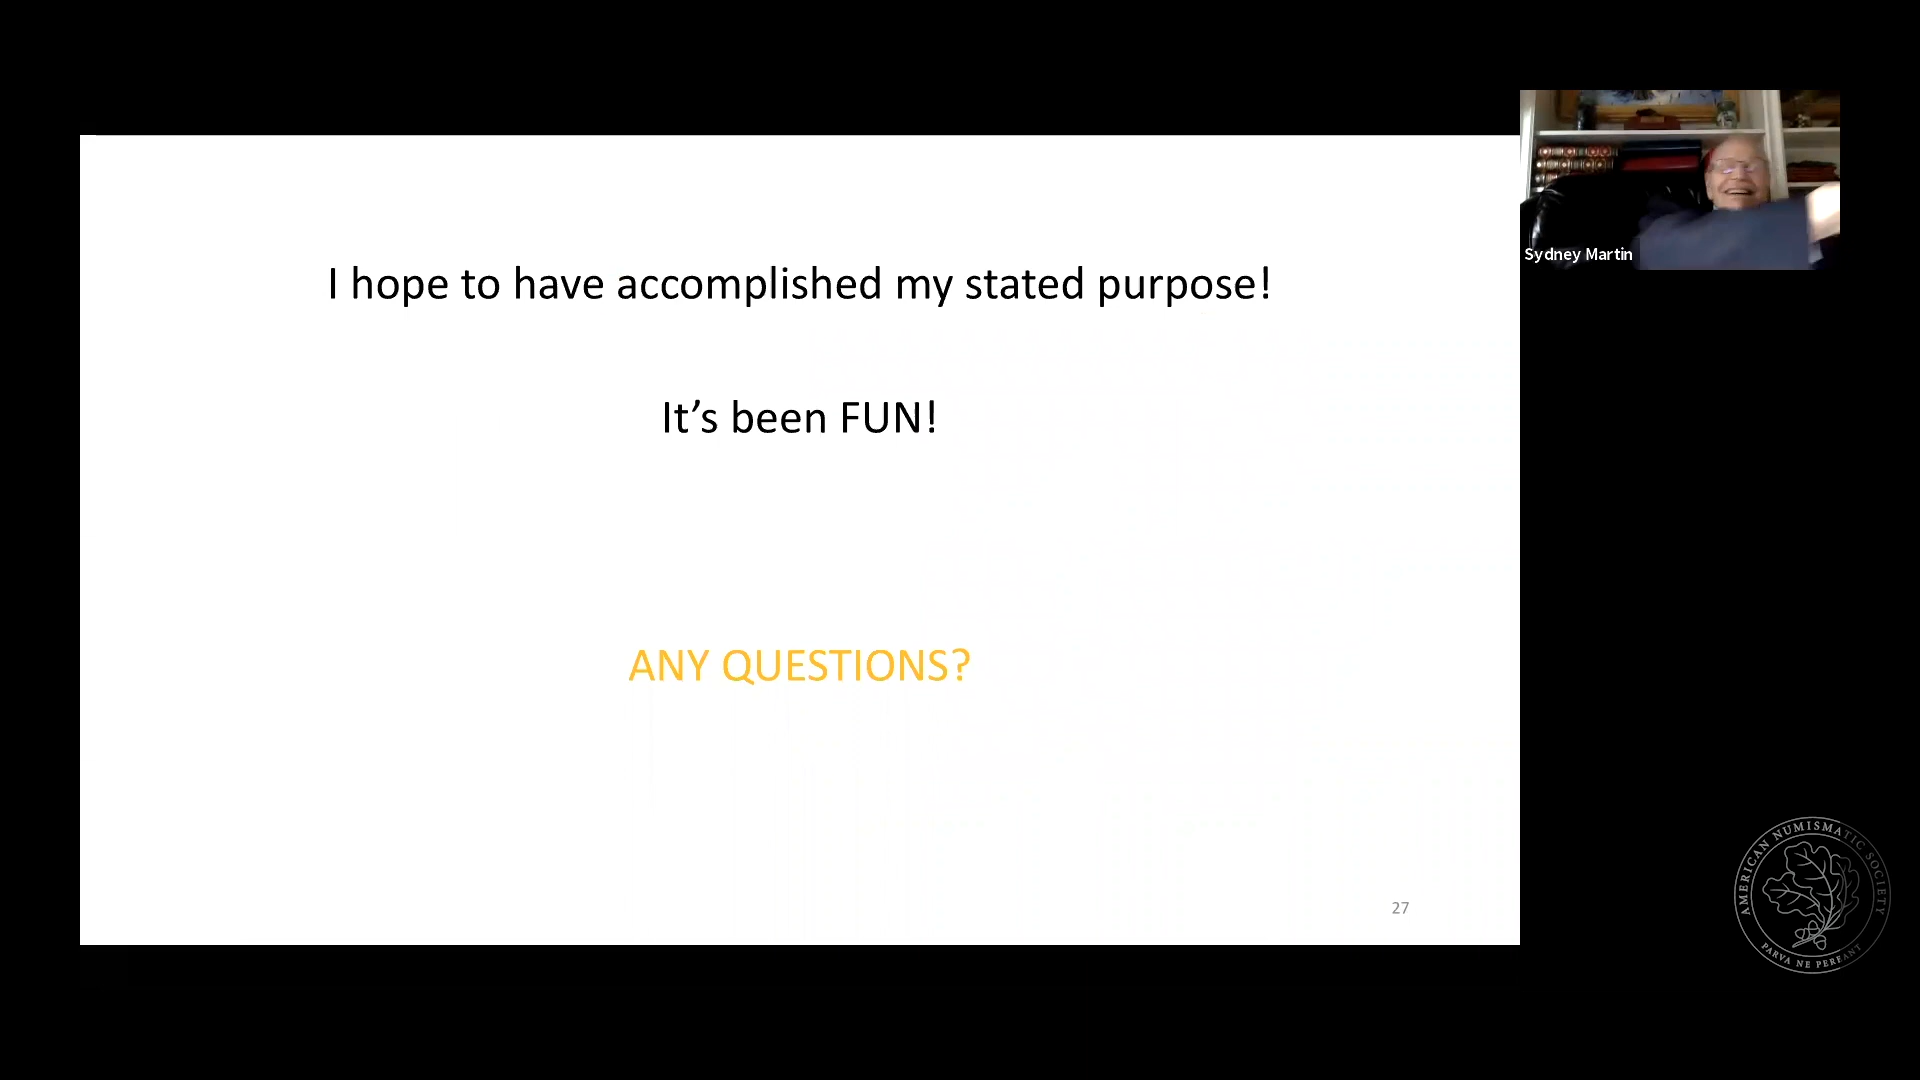 I hope to have accomplished my stated purpose!
It’s been FUN!
ANY QUESTIONS?
27
Sydney Martin
AMERICAN NUMISMATIC SOCIETY
PARVA NE PEREANT